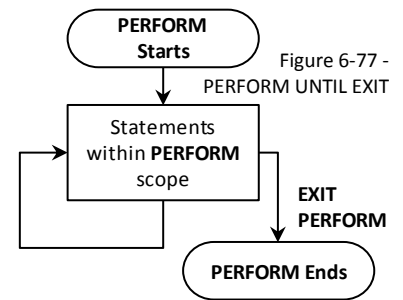 PERFORM
Starts
Figure 6-77 -
PERFORM UNTIL EXIT
Statements
within PERFORM
scope
EXIT
PERFORM
PERFORM Ends